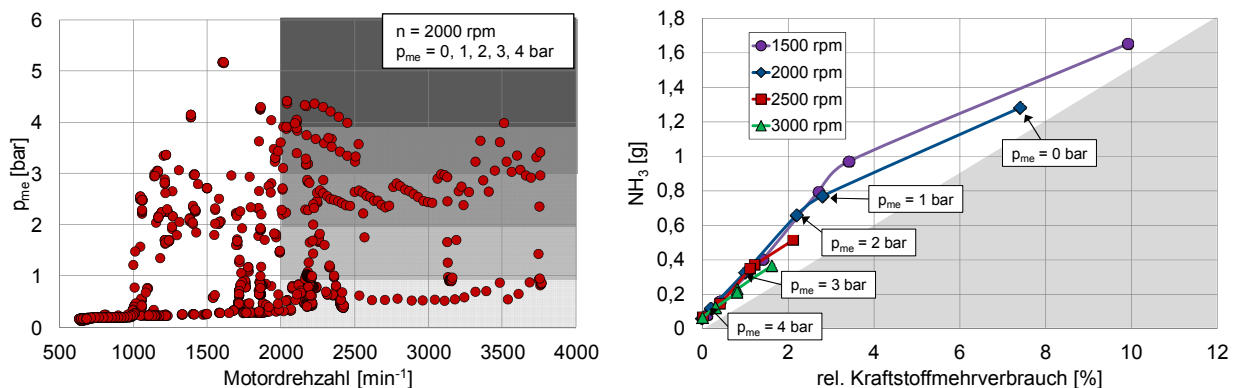 6
5
4
3
2
1
0
p_me [bar]
n = 2000 rpm
p_me = 0, 1, 2, 3, 4 bar
500 1000 1500 2000 2500 3000 3500 4000
Motordrehzahl [min⁻¹]
1,8
1,6
1,4
1,2
1
0,8
0,6
0,4
0,2
0
NH₃ [g]
1500 rpm
2000 rpm
2500 rpm
3000 rpm
p_me = 0 bar
p_me = 1 bar
p_me = 2 bar
p_me = 3 bar
p_me = 4 bar
0 2 4 6 8 10 12
rel. Kraftstoffmehrverbrauch [%]